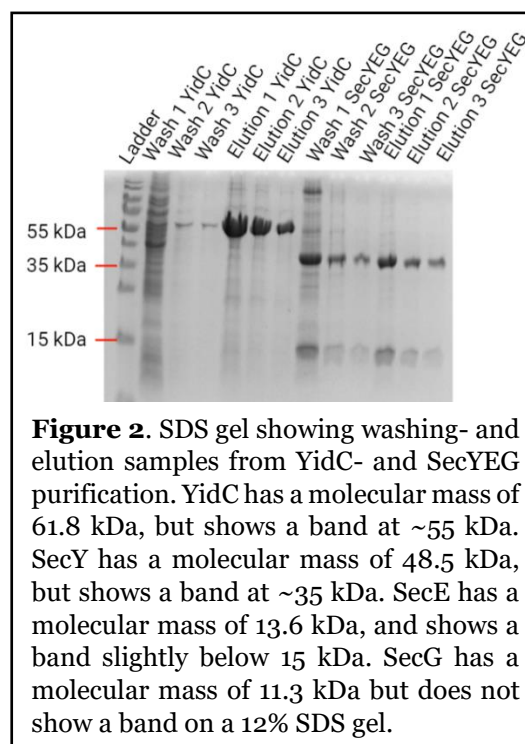 Ladder
Wash 1 YidC
Wash 2 YidC
Wash 3 YidC
Elution 1 YidC
Elution 2 YidC
Elution 3 YidC
Wash 1 SecYEG
Wash 2 SecYEG
Wash 3 SecYEG
Elution 1 SecYEG
Elution 2 SecYEG
Elution 3 SecYEG
55 kDa
35 kDa
15 kDa
Figure 2. SDS gel showing washing- and
elution samples from YidC- and SecYEG
purification. YidC has a molecular mass of
61.8 kDa, but shows a band at ~55 kDa.
SecY has a molecular mass of 48.5 kDa,
but shows a band at ~35 kDa. SecE has a
molecular mass of 13.6 kDa, and shows a
band slightly below 15 kDa. SecG has a
molecular mass of 11.3 kDa but does not
show a band on a 12% SDS gel.